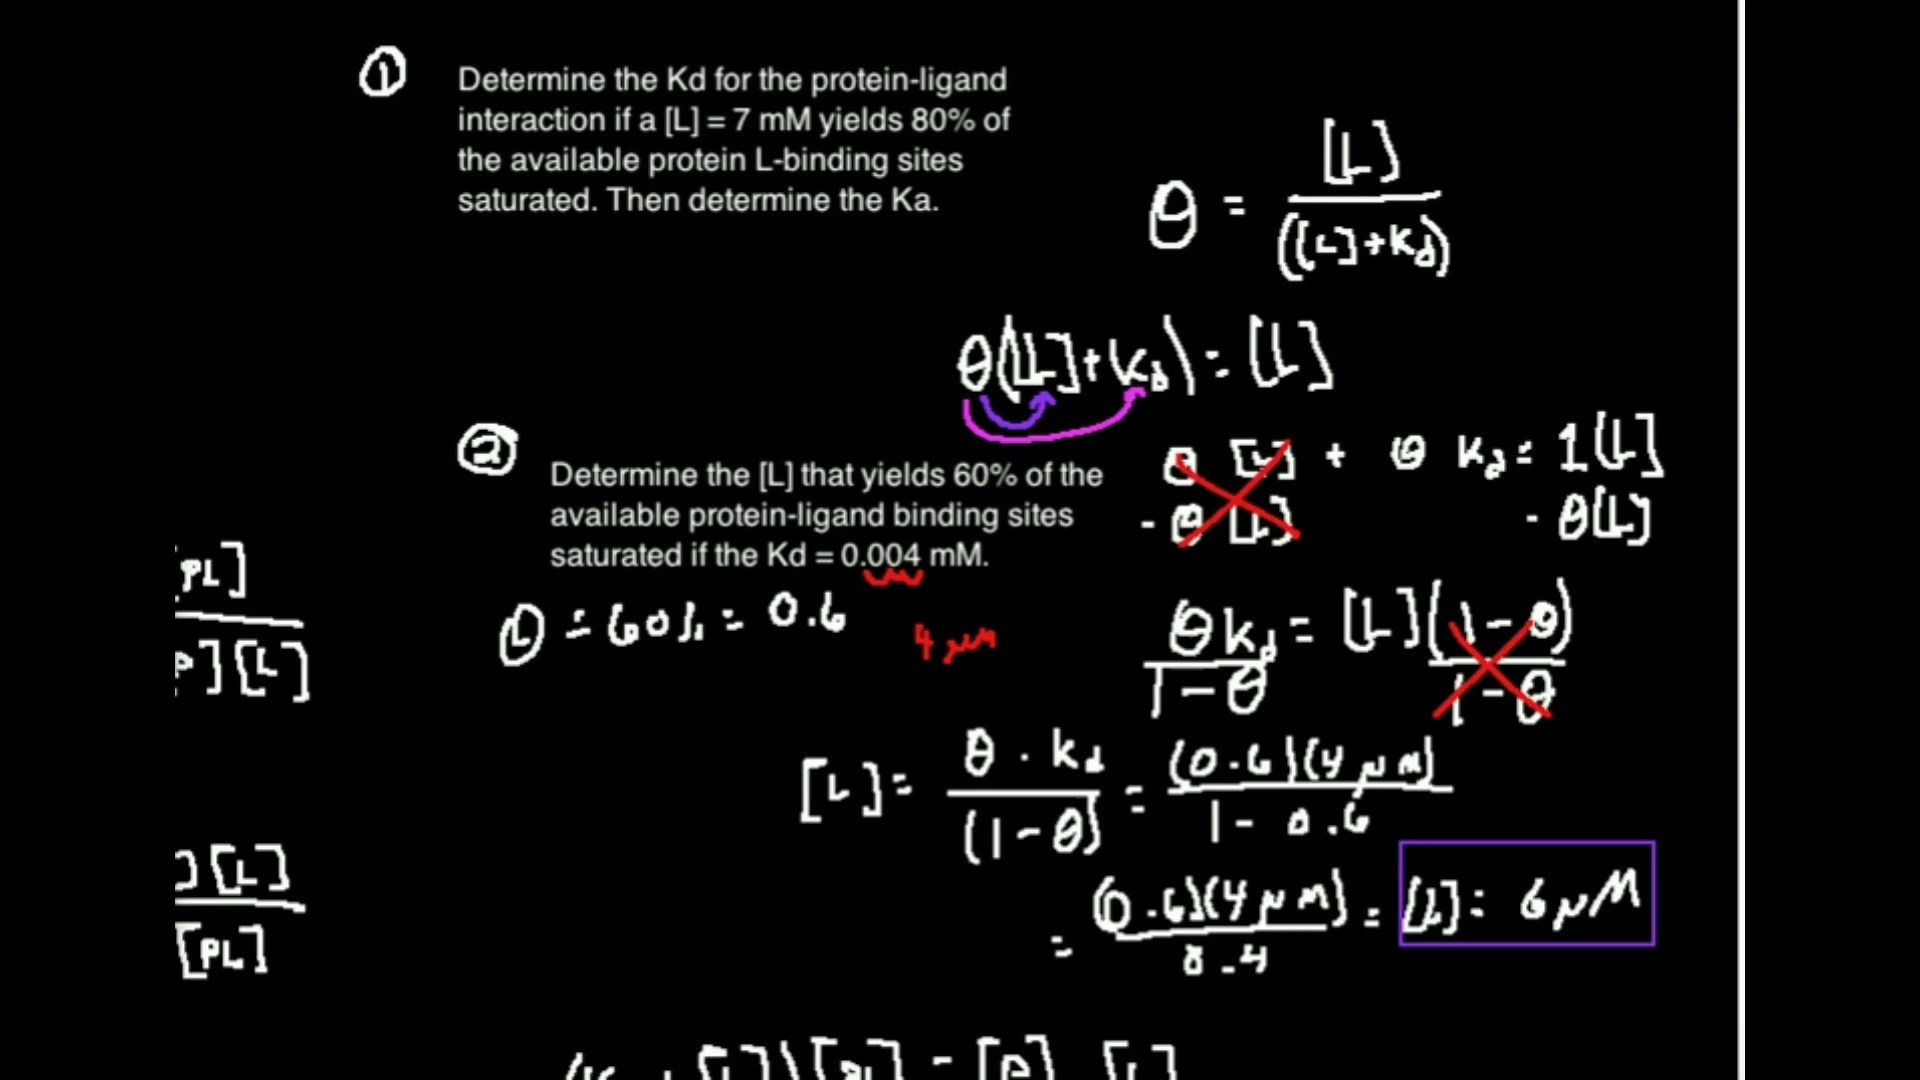 ①
Determine the Kd for the protein-ligand
interaction if a [L] = 7 mM yields 80% of
the available protein L-binding sites
saturated. Then determine the Ka.
θ = [L] / ([L]+Kd)
θ([L]+Kd) = [L]
②
Determine the [L] that yields 60% of the
available protein-ligand binding sites
saturated if the Kd = 0.004 mM.
θ [L] + θ Kd = 1[L]
- θ [L] - θ[L]
θ = 60% = 0.6
4 μM
θKd / 1-θ = [L](1-θ) / 1-θ
[L] = θ · Kd / (1-θ) = (0.6)(4 μM) / 1-0.6
= (0.6)(4 μM) / 0.4 = [L] = 6 μM
[PL]
P][L]
][L]
[PL]